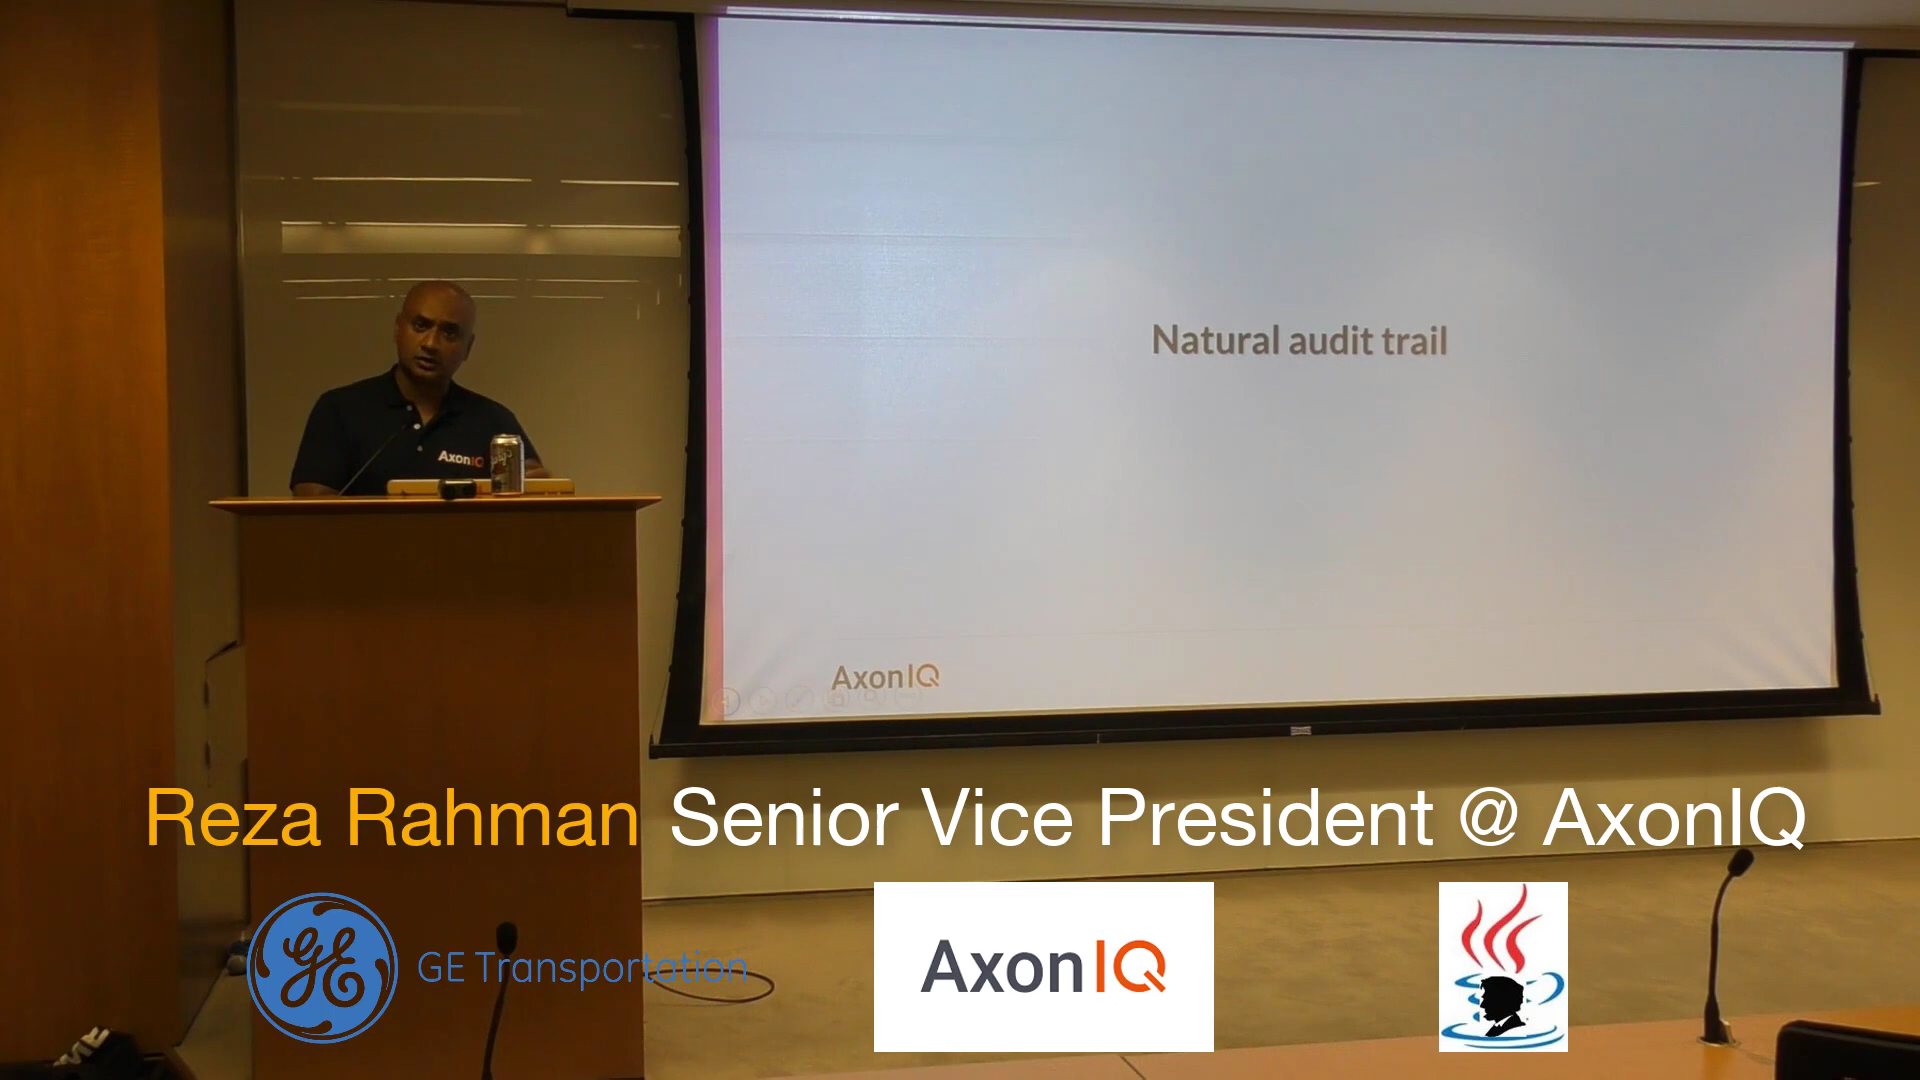 Natural audit trail
AxonIQ
AxonIQ
Reza Rahman Senior Vice President @ AxonIQ
GE GE Transportation
AxonIQ